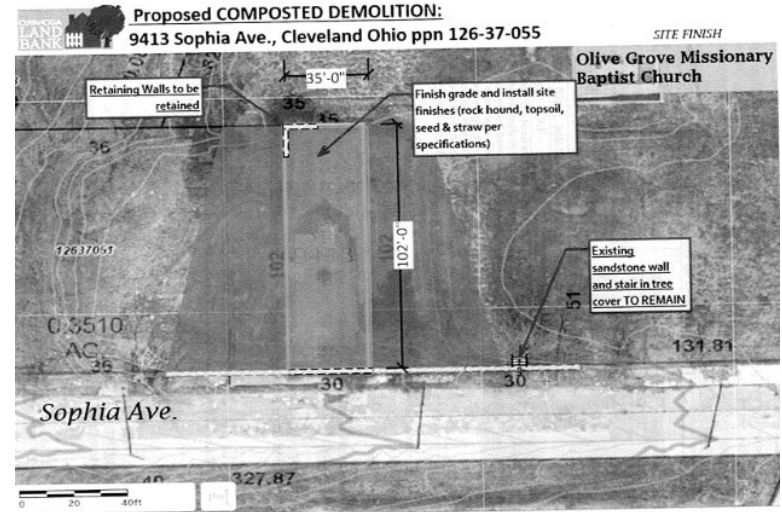 CUYAHOGA
LAND
BANK
Proposed COMPOSTED DEMOLITION:
9413 Sophia Ave., Cleveland Ohio ppn 126-37-055
SITE FINISH
Olive Grove Missionary
Baptist Church
35'-0"
Retaining Walls to be
retained
Finish grade and install site
finishes (rock hound, topsoil,
seed & straw per
specifications)
35
35
36
12637051
102
102'-0"
102
Existing
sandstone wall
and stair in tree
cover TO REMAIN
51
0.3510
AC.
36
131.81
30
30
Sophia Ave.
40
327.87
0 20 40ft